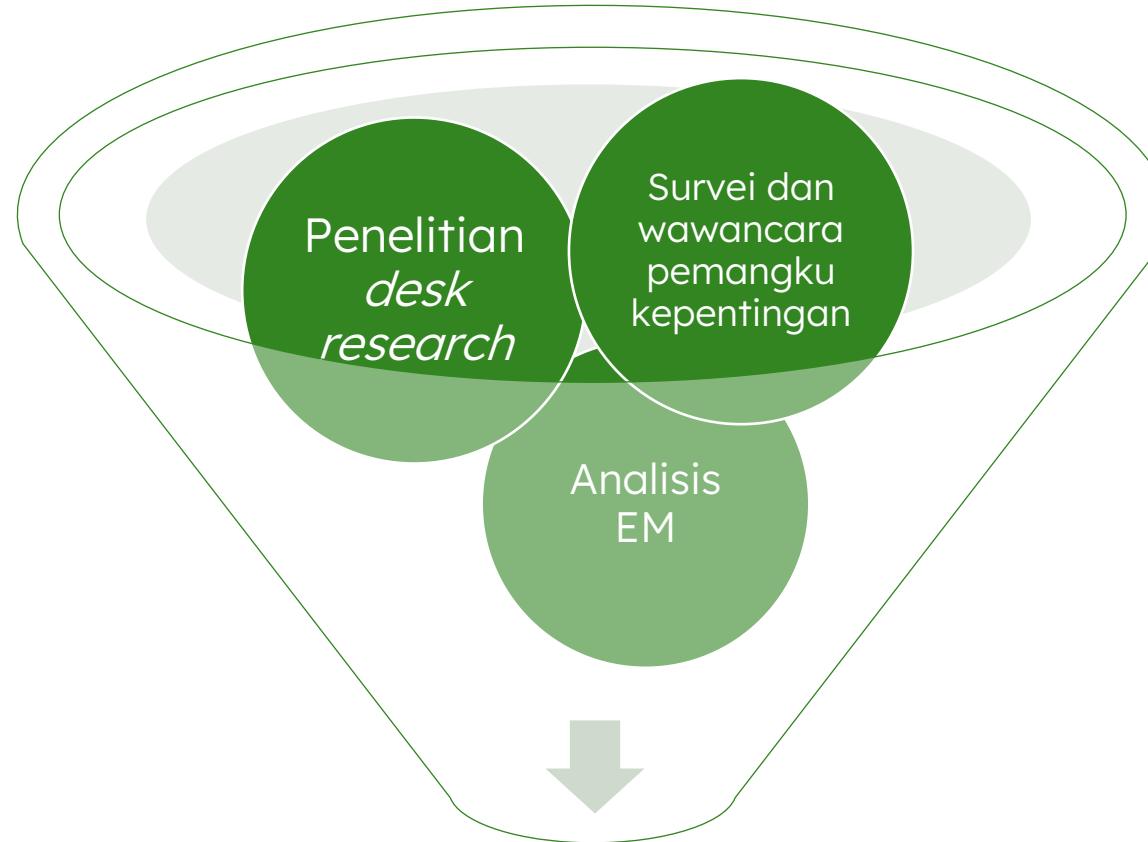 Penelitian
desk
research
Survei dan
wawancara
pemangku
kepentingan
Analisis
EM